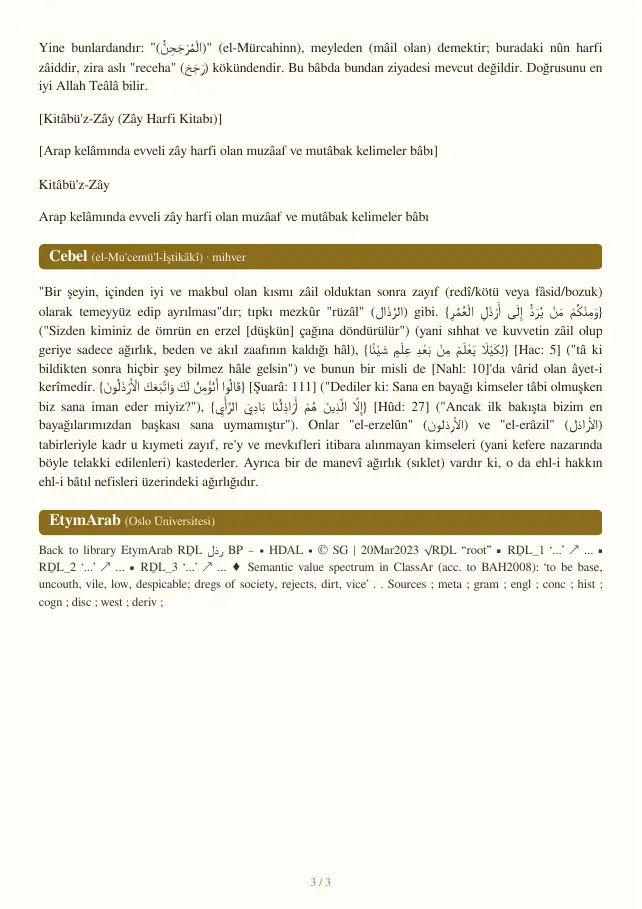 Yine bunlardandır: "(الْمُرْجَحِنُّ)" (el-Mürcahinn), meyleden (mâil olan) demektir; buradaki nûn harfi
zâiddir, zira aslı "receha" (رَجَحَ) kökündendir. Bu bâbda bundan ziyadesi mevcut değildir. Doğrusunu en
iyi Allah Teâlâ bilir.
[Kitâbü'z-Zây (Zây Harfi Kitabı)]
[Arap kelâmında evveli zây harfi olan muzâaf ve mutâbak kelimeler bâbı]
Kitâbü'z-Zây
Arap kelâmında evveli zây harfi olan muzâaf ve mutâbak kelimeler bâbı
Cebel (el-Mu'cemü'l-İştikâkî) · mihver
"Bir şeyin, içinden iyi ve makbul olan kısmı zâil olduktan sonra zayıf (redî/kötü veya fâsid/bozuk)
olarak temeyyüz edip ayrılması"dır; tıpkı mezkûr "rüzâl" (الرُذَال) gibi. {وَمِنكُم مَّن يُرَدُّ إِلَى أَرْذَلِ الْعُمُرِ}
("Sizden kiminiz de ömrün en erzel [düşkün] çağına döndürülür") (yani sıhhat ve kuvvetin zâil olup
geriye sadece ağırlık, beden ve akıl zaafının kaldığı hâl), {لِكَيْلَا يَعْلَمَ مِنْ بَعْدِ عِلْمٍ شَيْئًا} [Hac: 5] ("tâ ki
bildikten sonra hiçbir şey bilmez hâle gelsin") ve bunun bir misli de [Nahl: 10]'da vârid olan âyet-i
kerîmedir. {قَالُوا أَنُؤْمِنُ لَكَ وَاتَّبَعَكَ الْأَرْذَلُونَ} [Şuarâ: 111] ("Dediler ki: Sana en bayağı kimseler tâbi olmuşken
biz sana iman eder miyiz?"), {إِلَّا الَّذِينَ هُمْ أَرَاذِلُنَا بَادِيَ الرَّأْيِ} [Hûd: 27] ("Ancak ilk bakışta bizim en
bayağılarımızdan başkası sana uymamıştır"). Onlar "el-erzelûn" (الأرذلون) ve "el-erâzil" (الأراذل)
tabirleriyle kadr u kıymeti zayıf, re'y ve mevkıfleri itibara alınmayan kimseleri (yani kefere nazarında
böyle telakki edilenleri) kastederler. Ayrıca bir de manevî ağırlık (sıklet) vardır ki, o da ehl-i hakkın
ehl-i bâtıl nefisleri üzerindeki ağırlığıdır.
EtymArab (Oslo Üniversitesi)
Back to library EtymArab RḎL رذل BP – • HDAL • © SG | 20Mar2023 √RḎL “root” ▪ RḎL_1 ‘...’ ↗ ... ▪
RḎL_2 ‘...’ ↗ ... ▪ RḎL_3 ‘...’ ↗ ... ♦ Semantic value spectrum in ClassAr (acc. to BAH2008): ‘to be base,
uncouth, vile, low, despicable; dregs of society, rejects, dirt, vice’ . . Sources ; meta ; gram ; engl ; conc ; hist ;
cogn ; disc ; west ; deriv ;
3 / 3